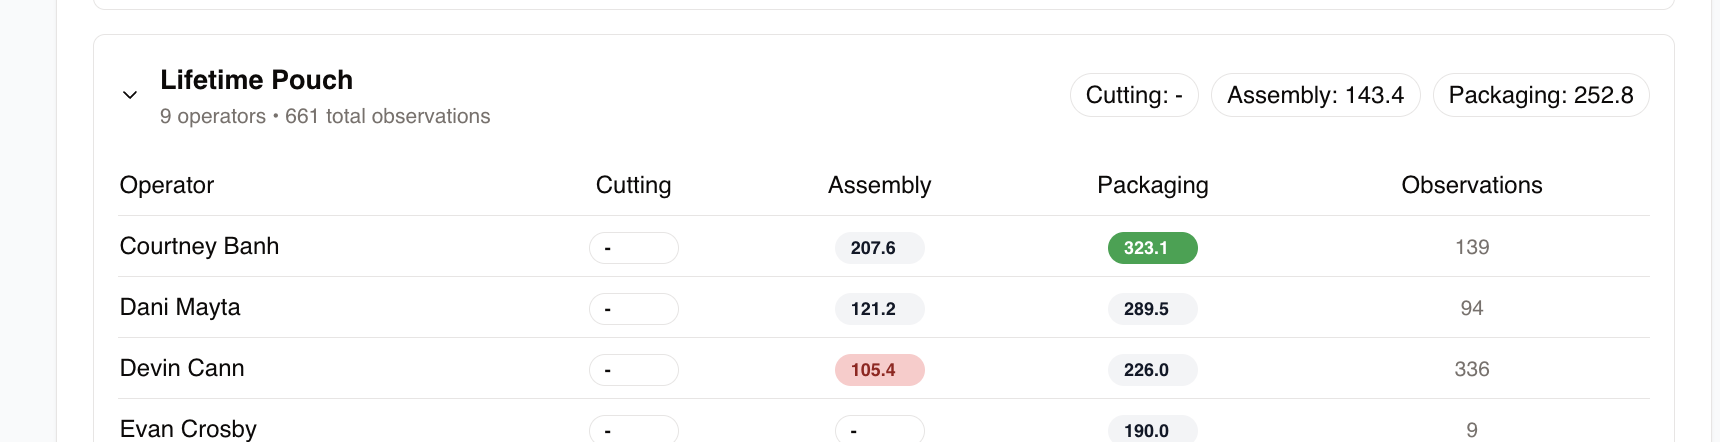 Lifetime Pouch
9 operators • 661 total observations
Cutting: - Assembly: 143.4 Packaging: 252.8
Operator Cutting Assembly Packaging Observations
Courtney Banh - 207.6 323.1 139
Dani Mayta - 121.2 289.5 94
Devin Cann - 105.4 226.0 336
Evan Crosby - - 190.0 9